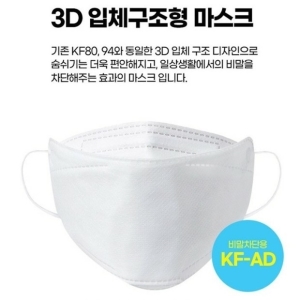 3D 입체구조형 마스크
기존 KF80, 94와 동일한 3D 입체 구조 디자인으로
숨쉬기는 더욱 편안해지고, 일상생활에서의 비말을
차단해주는 효과의 마스크 입니다.
비말차단용
KF-AD